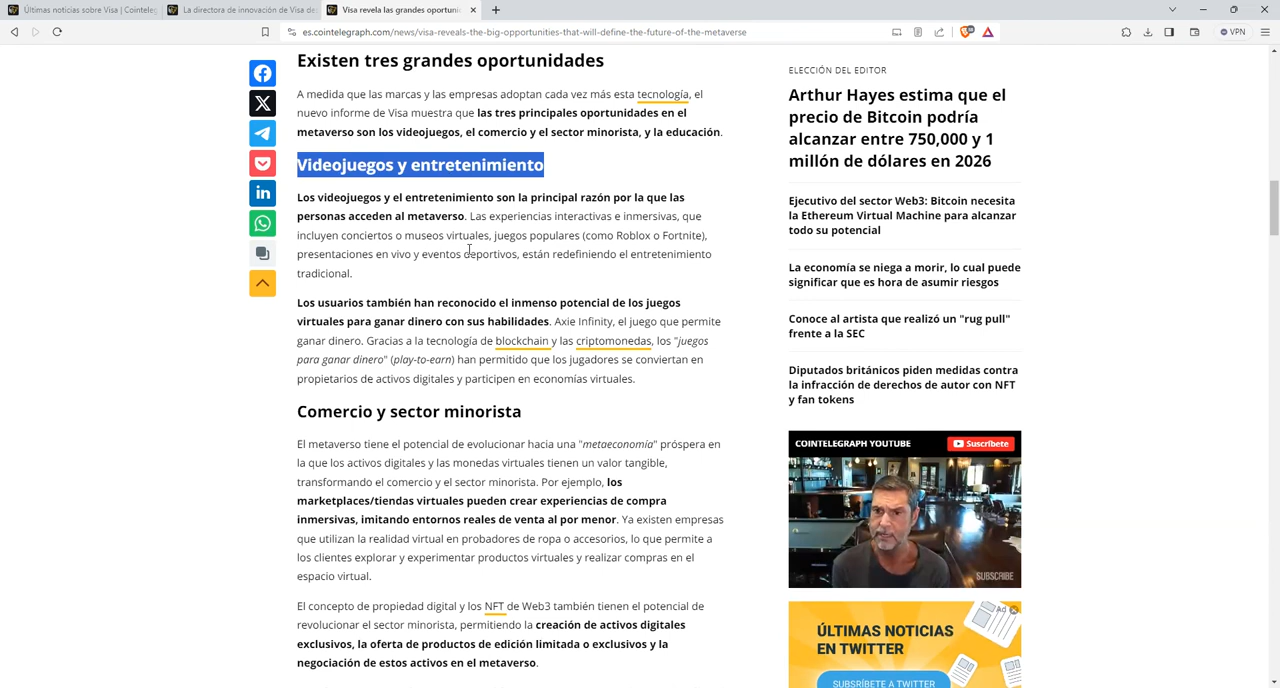 Últimas noticias sobre Visa | Cointeleg
La directora de innovación de Visa de
Visa revela las grandes oportuni
es.cointelegraph.com/news/visa-reveals-the-big-opportunities-that-will-define-the-future-of-the-metaverse
VPN
Existen tres grandes oportunidades
A medida que las marcas y las empresas adoptan cada vez más esta tecnología, el
nuevo informe de Visa muestra que las tres principales oportunidades en el
metaverso son los videojuegos, el comercio y el sector minorista, y la educación.
Videojuegos y entretenimiento
Los videojuegos y el entretenimiento son la principal razón por la que las
personas acceden al metaverso. Las experiencias interactivas e inmersivas, que
incluyen conciertos o museos virtuales, juegos populares (como Roblox o Fortnite),
presentaciones en vivo y eventos deportivos, están redefiniendo el entretenimiento
tradicional.
Los usuarios también han reconocido el inmenso potencial de los juegos
virtuales para ganar dinero con sus habilidades. Axie Infinity, el juego que permite
ganar dinero. Gracias a la tecnología de blockchain y las criptomonedas, los "juegos
para ganar dinero" (play-to-earn) han permitido que los jugadores se conviertan en
propietarios de activos digitales y participen en economías virtuales.
Comercio y sector minorista
El metaverso tiene el potencial de evolucionar hacia una "metaeconomía" próspera en
la que los activos digitales y las monedas virtuales tienen un valor tangible,
transformando el comercio y el sector minorista. Por ejemplo, los
marketplaces/tiendas virtuales pueden crear experiencias de compra
inmersivas, imitando entornos reales de venta al por menor. Ya existen empresas
que utilizan la realidad virtual en probadores de ropa o accesorios, lo que permite a
los clientes explorar y experimentar productos virtuales y realizar compras en el
espacio virtual.
El concepto de propiedad digital y los NFT de Web3 también tienen el potencial de
revolucionar el sector minorista, permitiendo la creación de activos digitales
exclusivos, la oferta de productos de edición limitada o exclusivos y la
negociación de estos activos en el metaverso.
ELECCIÓN DEL EDITOR
Arthur Hayes estima que el
precio de Bitcoin podría
alcanzar entre 750,000 y 1
millón de dólares en 2026
Ejecutivo del sector Web3: Bitcoin necesita
la Ethereum Virtual Machine para alcanzar
todo su potencial
La economía se niega a morir, lo cual puede
significar que es hora de asumir riesgos
Conoce al artista que realizó un "rug pull"
frente a la SEC
Diputados británicos piden medidas contra
la infracción de derechos de autor con NFT
y fan tokens
COINTELEGRAPH YOUTUBE
Suscríbete
SUBSCRIBE
Ad
ÚLTIMAS NOTICIAS
EN TWITTER
SUBSRÍBETE A TWITTER